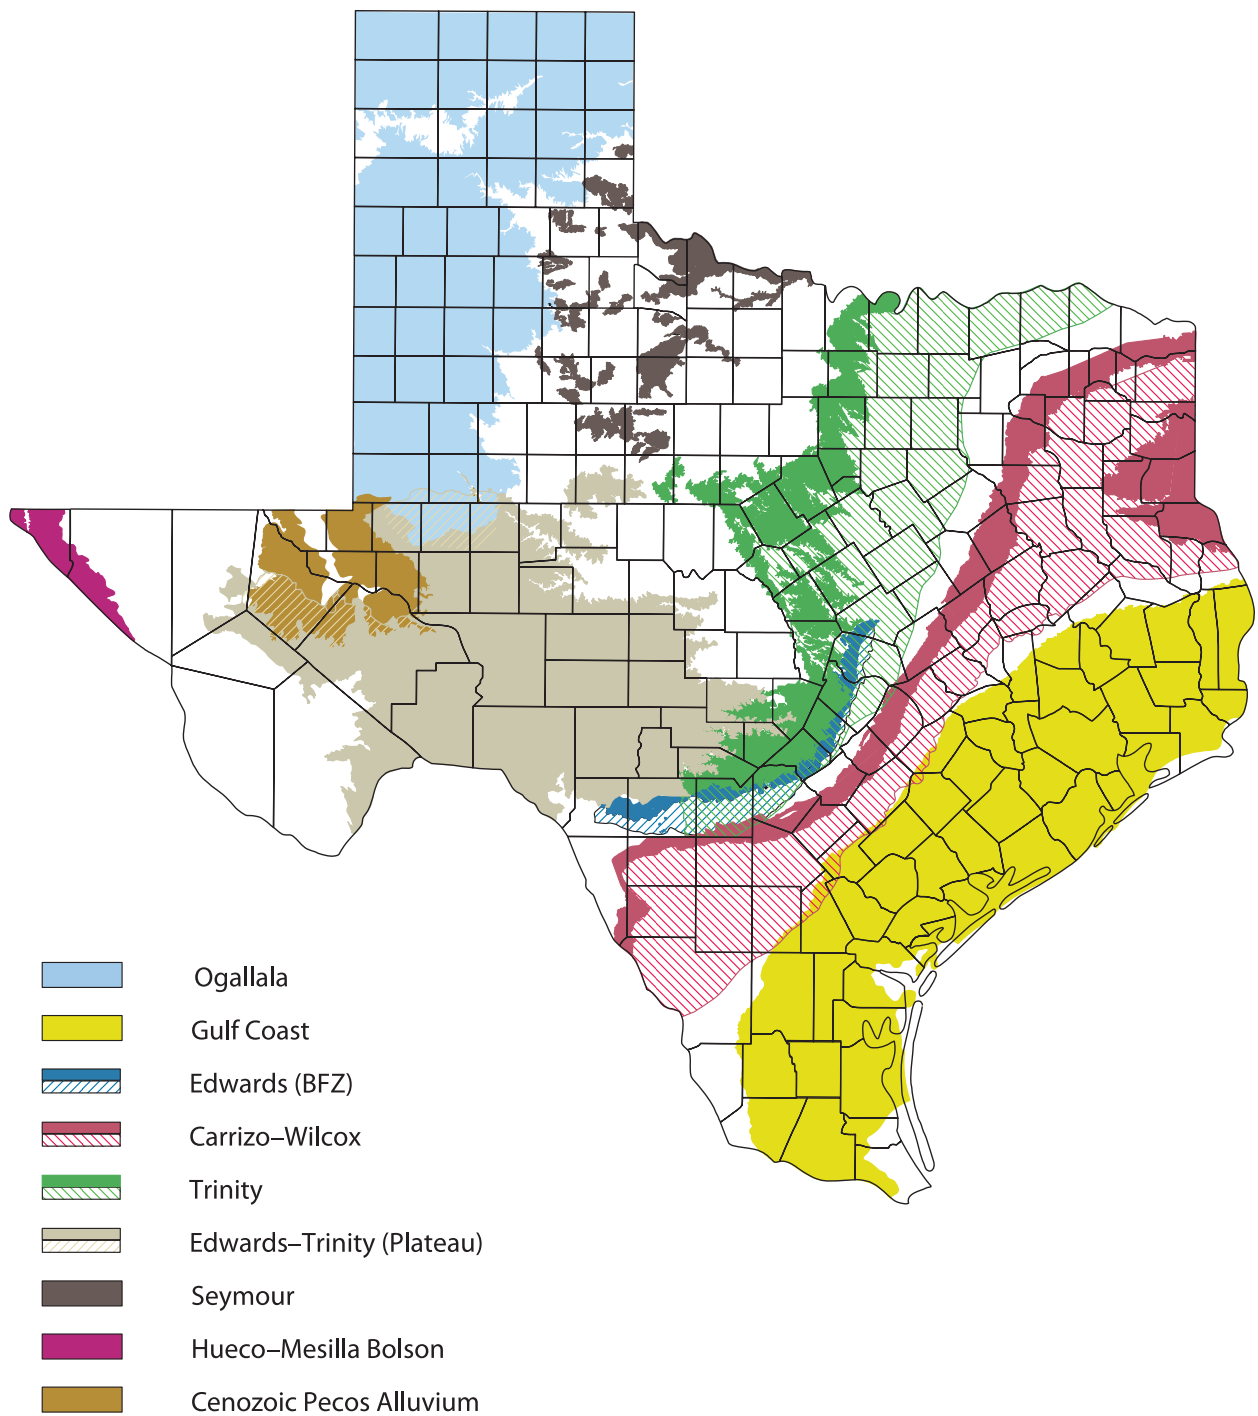 Ogallala
Gulf Coast
Edwards (BFZ)
Carrizo–Wilcox
Trinity
Edwards–Trinity (Plateau)
Seymour
Hueco–Mesilla Bolson
Cenozoic Pecos Alluvium